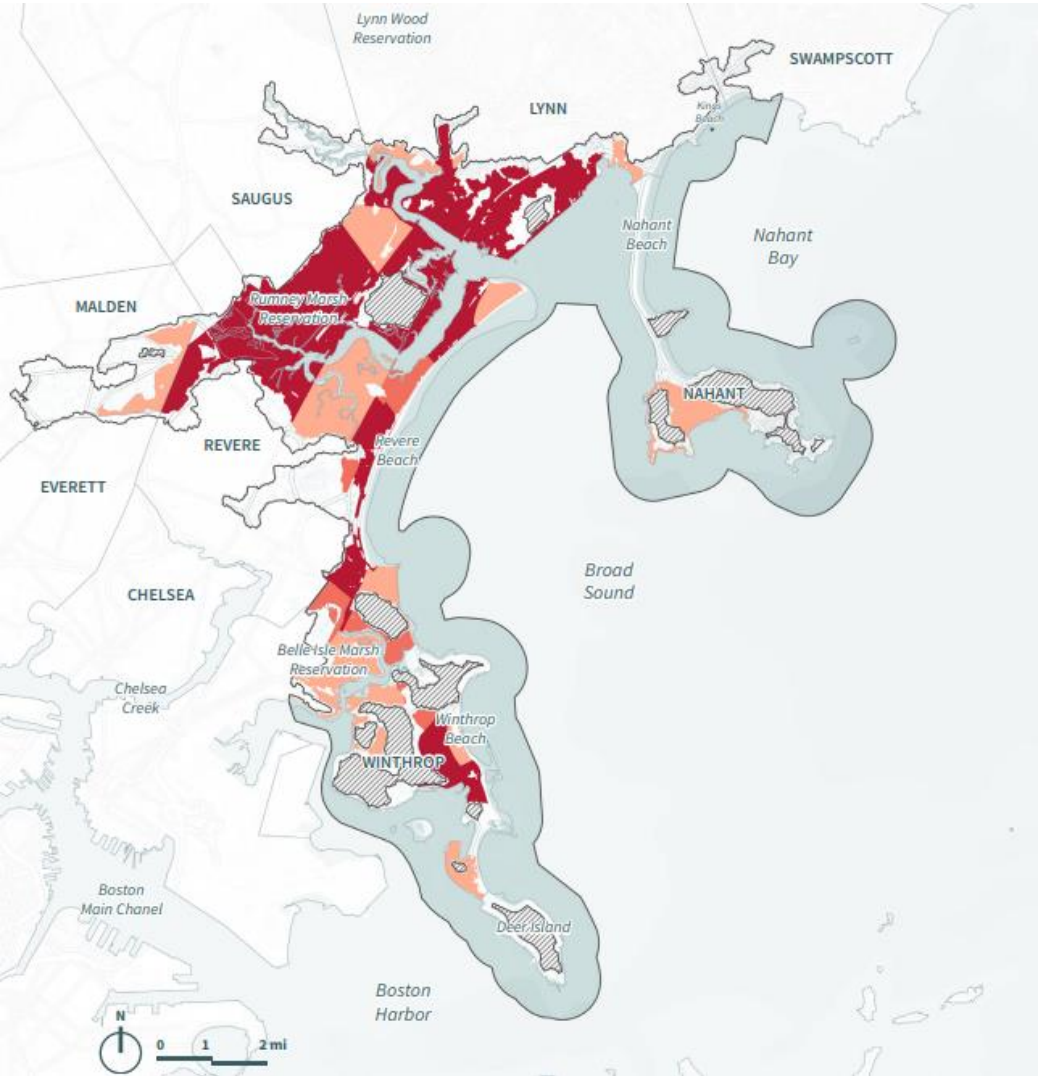 Lynn Wood
Reservation
SWAMPSCOTT
LYNN
Kings
Beach
SAUGUS
Nahant
Beach
Nahant
Bay
MALDEN
Rumney Marsh
Reservation
NAHANT
REVERE
Revere
Beach
EVERETT
Broad
Sound
CHELSEA
Belle Isle Marsh
Reservation
Chelsea
Creek
Winthrop
Beach
WINTHROP
Boston
Main Chanel
Deer Island
Boston
Harbor
N
0 1 2 mi